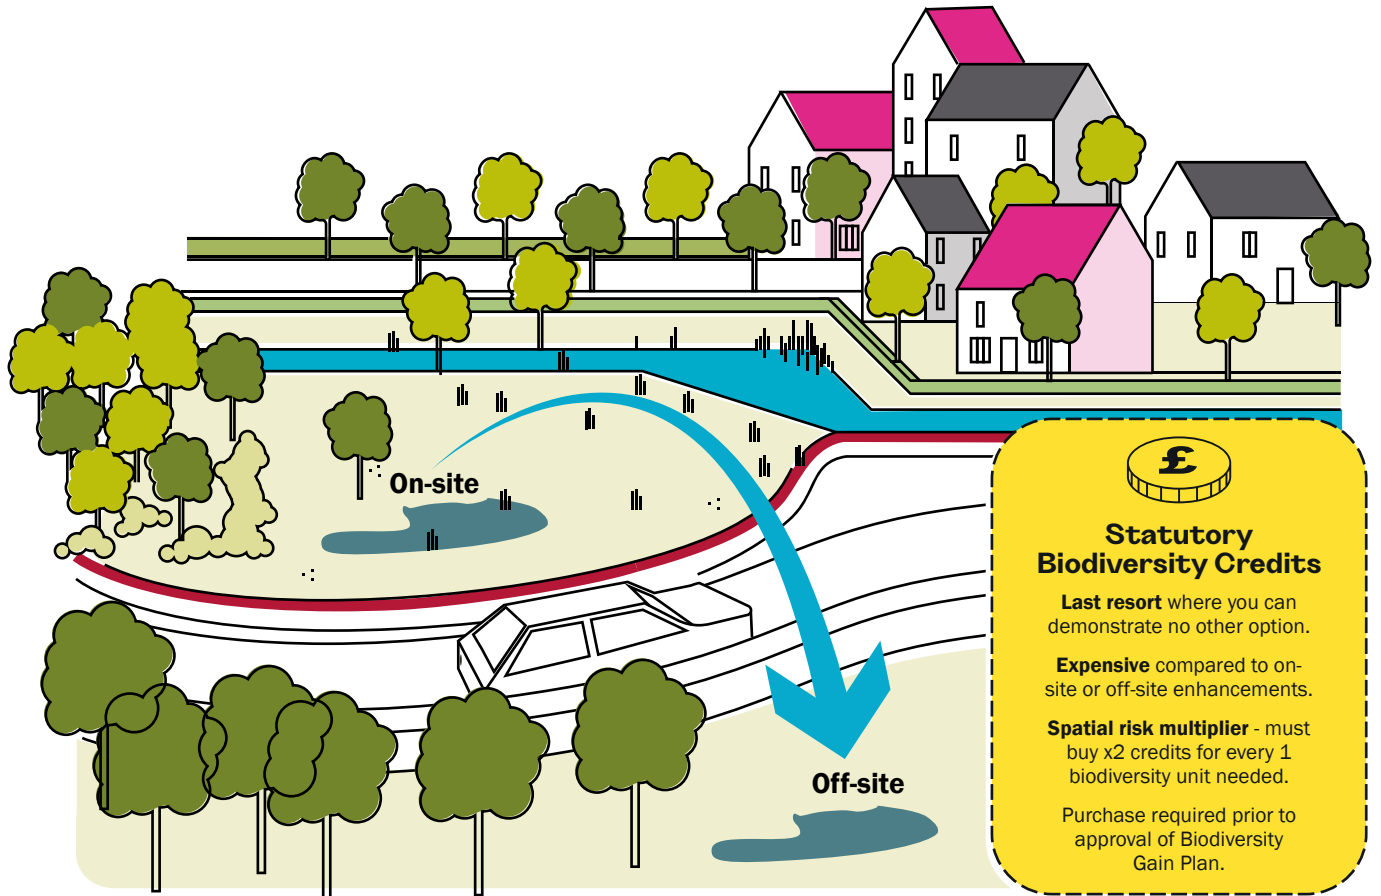 On-site
Off-site
£
Statutory
Biodiversity Credits
Last resort where you can
demonstrate no other option.
Expensive compared to on-
site or off-site enhancements.
Spatial risk multiplier - must
buy x2 credits for every 1
biodiversity unit needed.
Purchase required prior to
approval of Biodiversity
Gain Plan.